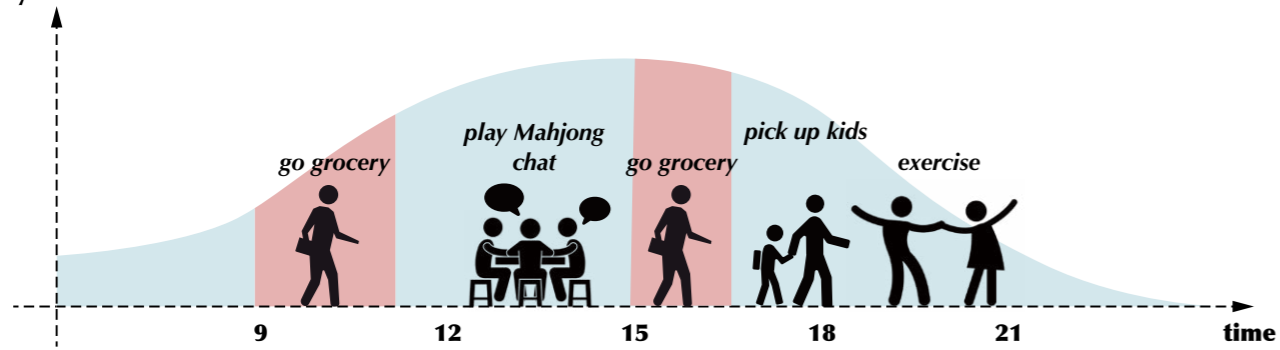 play Mahjong
pick up kids
go grocery
chat
go grocery
exercise
9
12
15
18
21
time